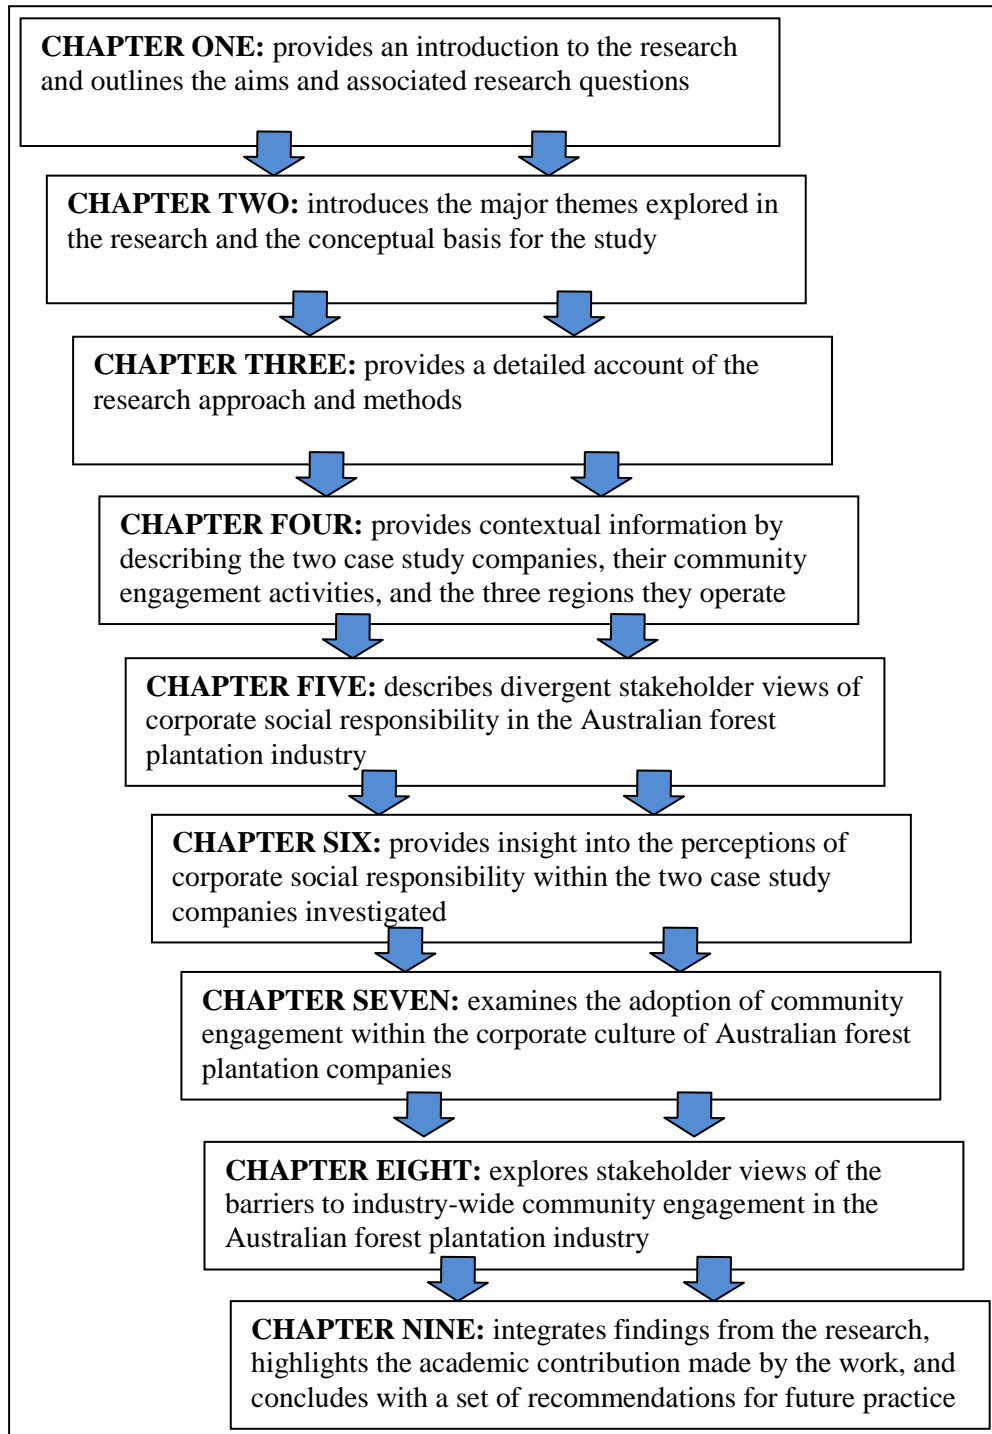 CHAPTER ONE: provides an introduction to the research
and outlines the aims and associated research questions
CHAPTER TWO: introduces the major themes explored in
the research and the conceptual basis for the study
CHAPTER THREE: provides a detailed account of the
research approach and methods
CHAPTER FOUR: provides contextual information by
describing the two case study companies, their community
engagement activities, and the three regions they operate
CHAPTER FIVE: describes divergent stakeholder views of
corporate social responsibility in the Australian forest
plantation industry
CHAPTER SIX: provides insight into the perceptions of
corporate social responsibility within the two case study
companies investigated
CHAPTER SEVEN: examines the adoption of community
engagement within the corporate culture of Australian forest
plantation companies
CHAPTER EIGHT: explores stakeholder views of the
barriers to industry-wide community engagement in the
Australian forest plantation industry
CHAPTER NINE: integrates findings from the research,
highlights the academic contribution made by the work, and
concludes with a set of recommendations for future practice